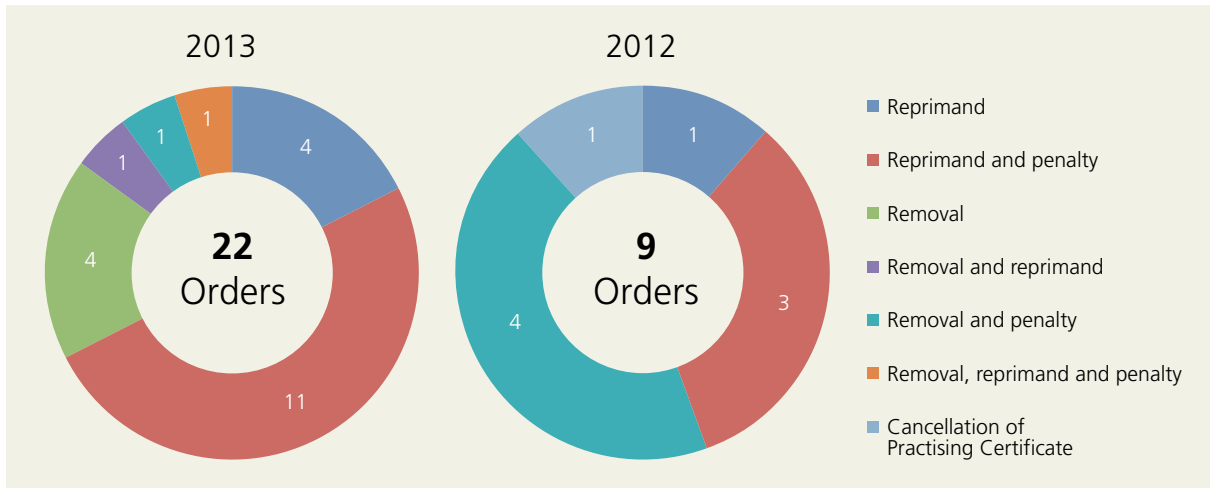 2013
4
11
4
1
1
1
22
Orders
2012
1
3
4
1
9
Orders
Reprimand
Reprimand and penalty
Removal
Removal and reprimand
Removal and penalty
Removal, reprimand and penalty
Cancellation of
Practising Certificate